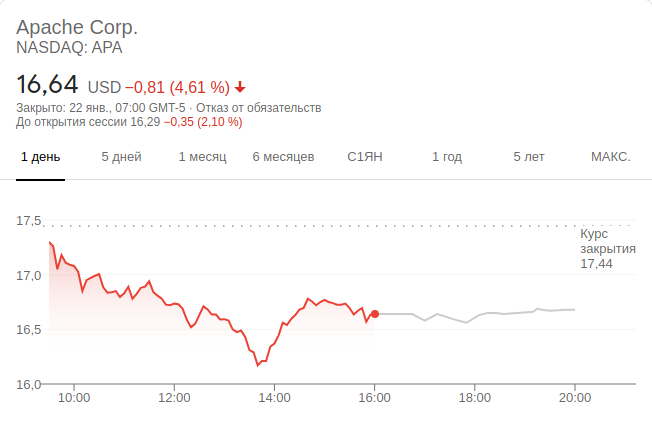 Apache Corp.
NASDAQ: APA
16,64 USD −0,81 (4,61 %)
Закрыто: 22 янв., 07:00 GMT-5 · Отказ от обязательств
До открытия сессии 16,29 −0,35 (2,10 %)
1 день 5 дней 1 месяц 6 месяцев С1ЯН 1 год 5 лет МАКС.
17,5
Курс
закрытия
17,44
17,0
16,5
16,0
10:00 12:00 14:00 16:00 18:00 20:00